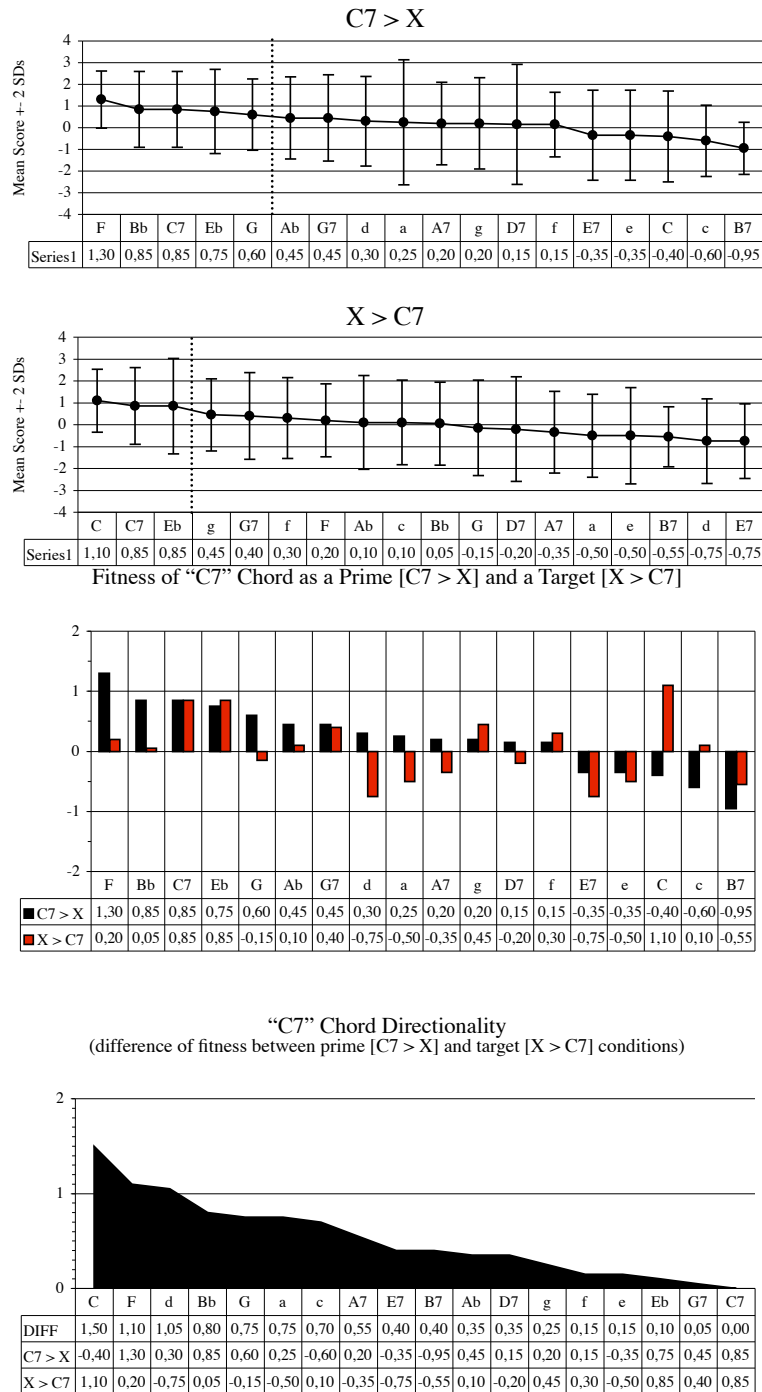 C7 > X
4
3
2
1
0
-1
-2
-3
-4
Mean Score +- 2 SDs
F Bb C7 Eb G Ab G7 d a A7 g D7 f E7 e C c B7
Series1 1,30 0,85 0,85 0,75 0,60 0,45 0,45 0,30 0,25 0,20 0,20 0,15 0,15 -0,35 -0,35 -0,40 -0,60 -0,95
X > C7
4
3
2
1
0
-1
-2
-3
-4
Mean Score +- 2 SDs
C C7 Eb g G7 f F Ab c Bb G D7 A7 a e B7 d E7
Series1 1,10 0,85 0,85 0,45 0,40 0,30 0,20 0,10 0,10 0,05 -0,15 -0,20 -0,35 -0,50 -0,50 -0,55 -0,75 -0,75
Fitness of “C7” Chord as a Prime [C7 > X] and a Target [X > C7]
2
1
0
-1
-2
F Bb C7 Eb G Ab G7 d a A7 g D7 f E7 e C c B7
C7 > X 1,30 0,85 0,85 0,75 0,60 0,45 0,45 0,30 0,25 0,20 0,20 0,15 0,15 -0,35 -0,35 -0,40 -0,60 -0,95
X > C7 0,20 0,05 0,85 0,85 -0,15 0,10 0,40 -0,75 -0,50 -0,35 0,45 -0,20 0,30 -0,75 -0,50 1,10 0,10 -0,55
“C7” Chord Directionality
(difference of fitness between prime [C7 > X] and target [X > C7] conditions)
2
1
0
C F d Bb G a c A7 E7 B7 Ab D7 g f e Eb G7 C7
DIFF 1,50 1,10 1,05 0,80 0,75 0,75 0,70 0,55 0,40 0,40 0,35 0,35 0,25 0,15 0,15 0,10 0,05 0,00
C7 > X -0,40 1,30 0,30 0,85 0,60 0,25 -0,60 0,20 -0,35 -0,95 0,45 0,15 0,20 0,15 -0,35 0,75 0,45 0,85
X > C7 1,10 0,20 -0,75 0,05 -0,15 -0,50 0,10 -0,35 -0,75 -0,55 0,10 -0,20 0,45 0,30 -0,50 0,85 0,40 0,85